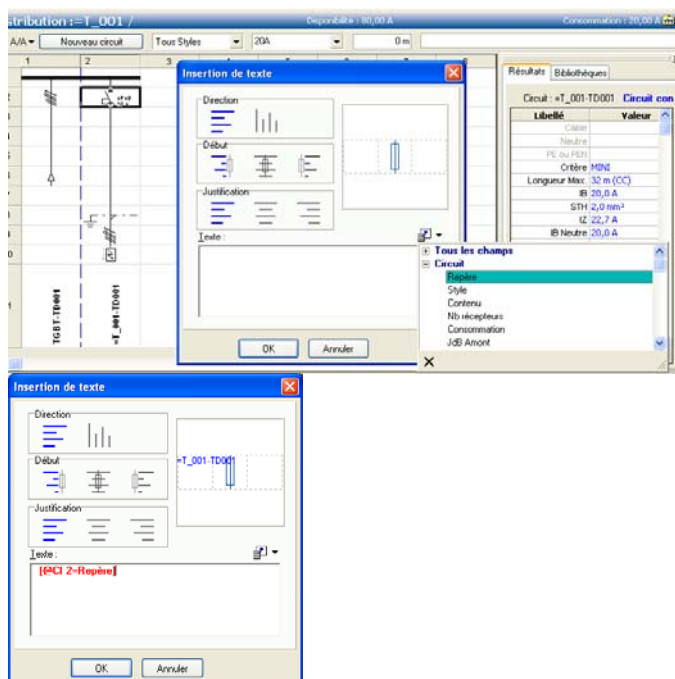 stribution :=T_001 /
Disponibilité : 80,00 A
Consommation : 20,00 A
A/A
Nouveau circuit
Tous Styles
20A
0 m
1
2
3
Insertion de texte
Direction
Début
Justification
Texte :
OK
Annuler
TGBT-TD001
=T_001-TD001
Résultats
Bibliothèques
Circuit : =T_001-TD001 Circuit con
Libellé Valeur
Câble
Neutre
PE ou PEN
Critère MINI
Longueur Max 32 m (CC)
IB 20,0 A
STH 2,0 mm²
IZ 22,7 A
IB Neutre 20,0 A
Tous les champs
Circuit
Repère
Style
Contenu
Nb récepteurs
Consommation
JdB Amont
Insertion de texte
Direction
Début
=T_001-TD001
Justification
Texte :
OK
Annuler